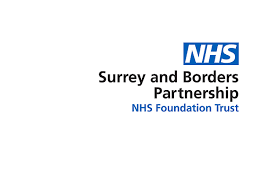 NHS
Surrey and Borders
Partnership
NHS Foundation Trust